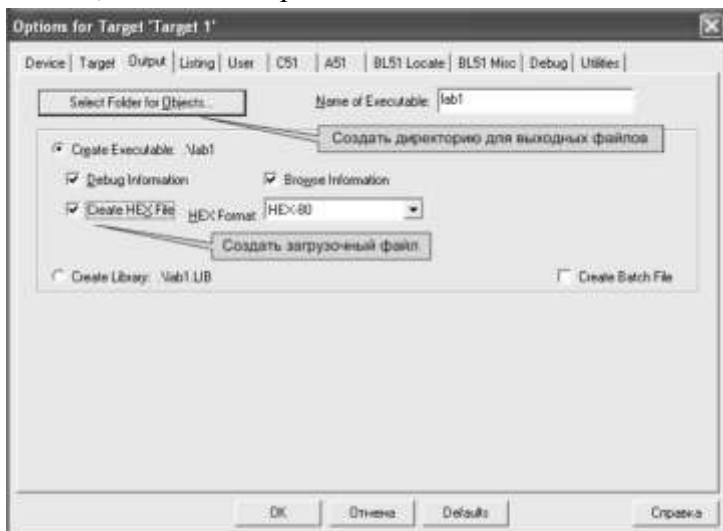 Options for Target 'Target 1'
Device Target Output Listing User C51 A51 BL51 Locate BL51 Misc Debug Utilities
Select Folder for Objects... Name of Executable: lab1
Создать директорию для выходных файлов
Create Executable: .\lab1
Debug Information Browse Information
Create HEX File HEX Format: HEX-80
Создать загрузочный файл
Create Library: .\lab1.LIB Create Batch File
OK Отмена Defaults Справка